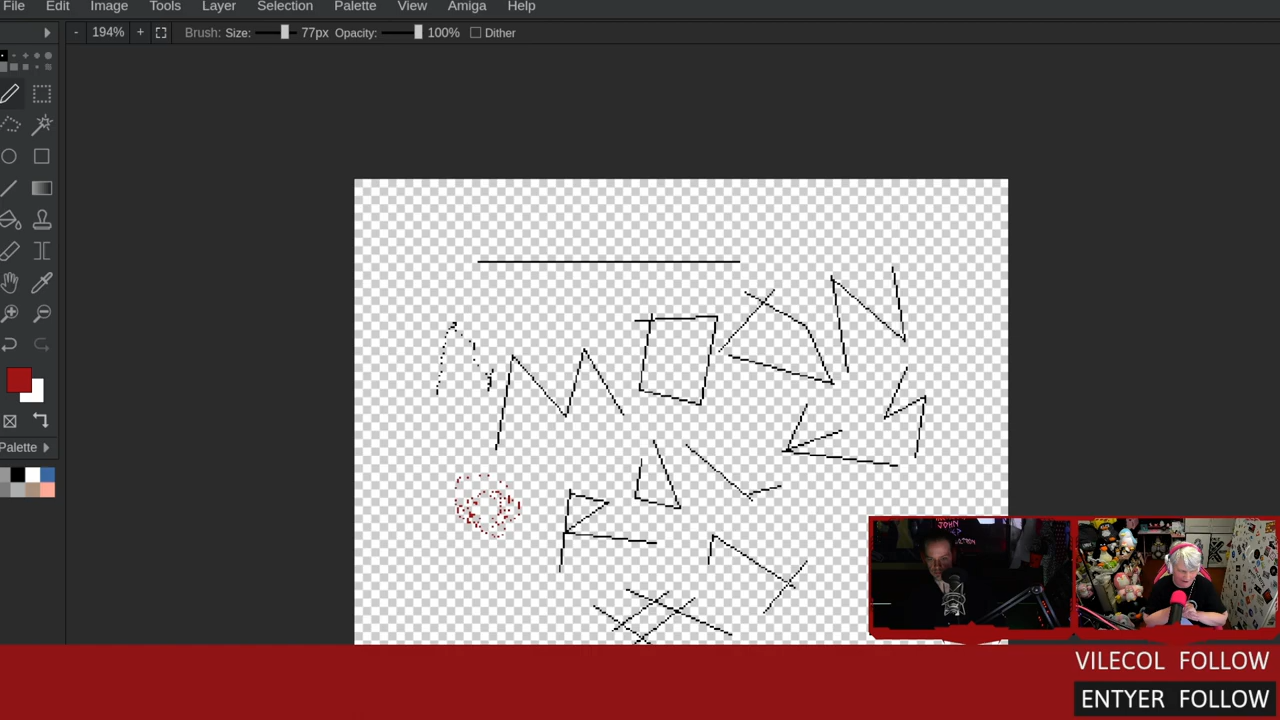 File Edit Image Tools Layer Selection Palette View Amiga Help
- 194% + Brush: Size: 77px Opacity: 100% Dither
Palette
JOHN
VILECOL FOLLOW
ENTYER FOLLOW